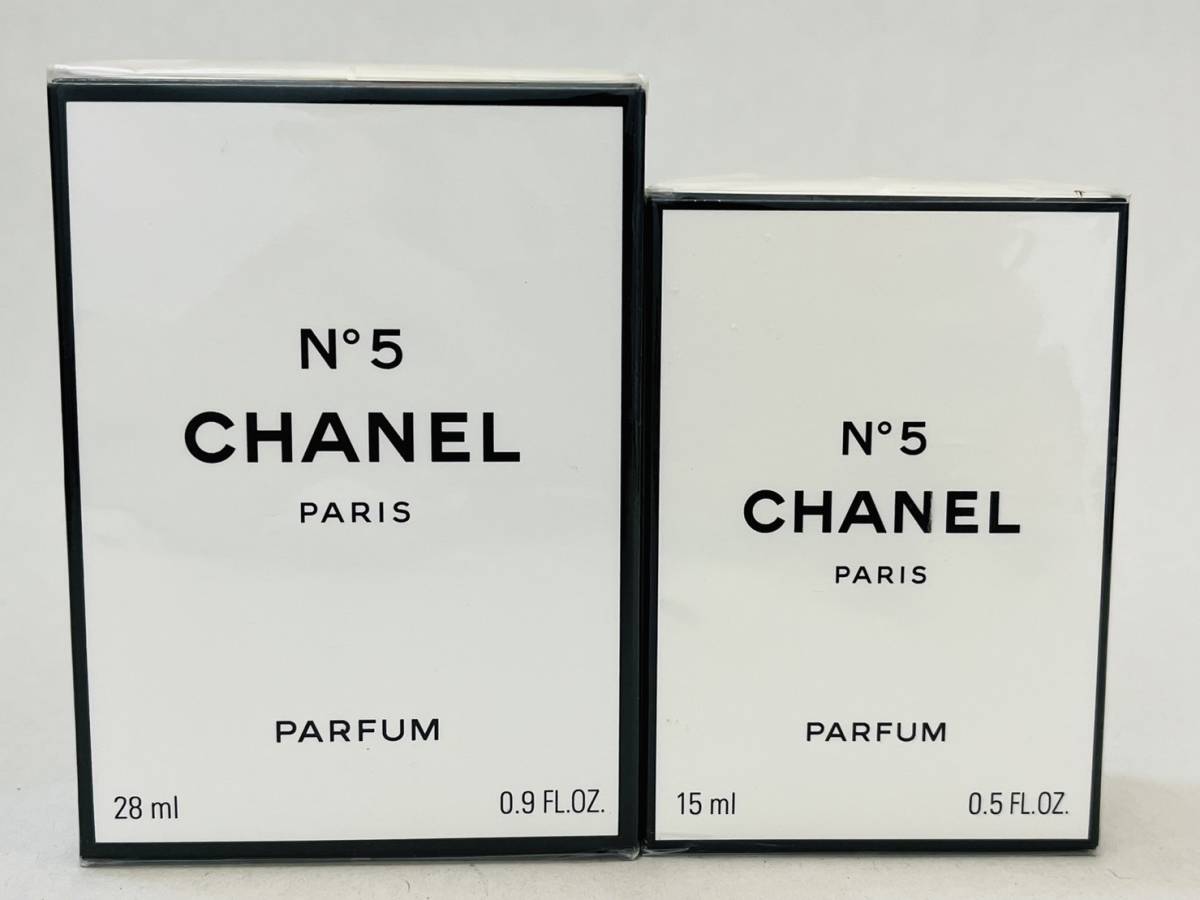 N°5
CHANEL
PARIS
PARFUM
28 ml 0.9 FL.OZ.
N°5
CHANEL
PARIS
PARFUM
15 ml 0.5 FL.OZ.